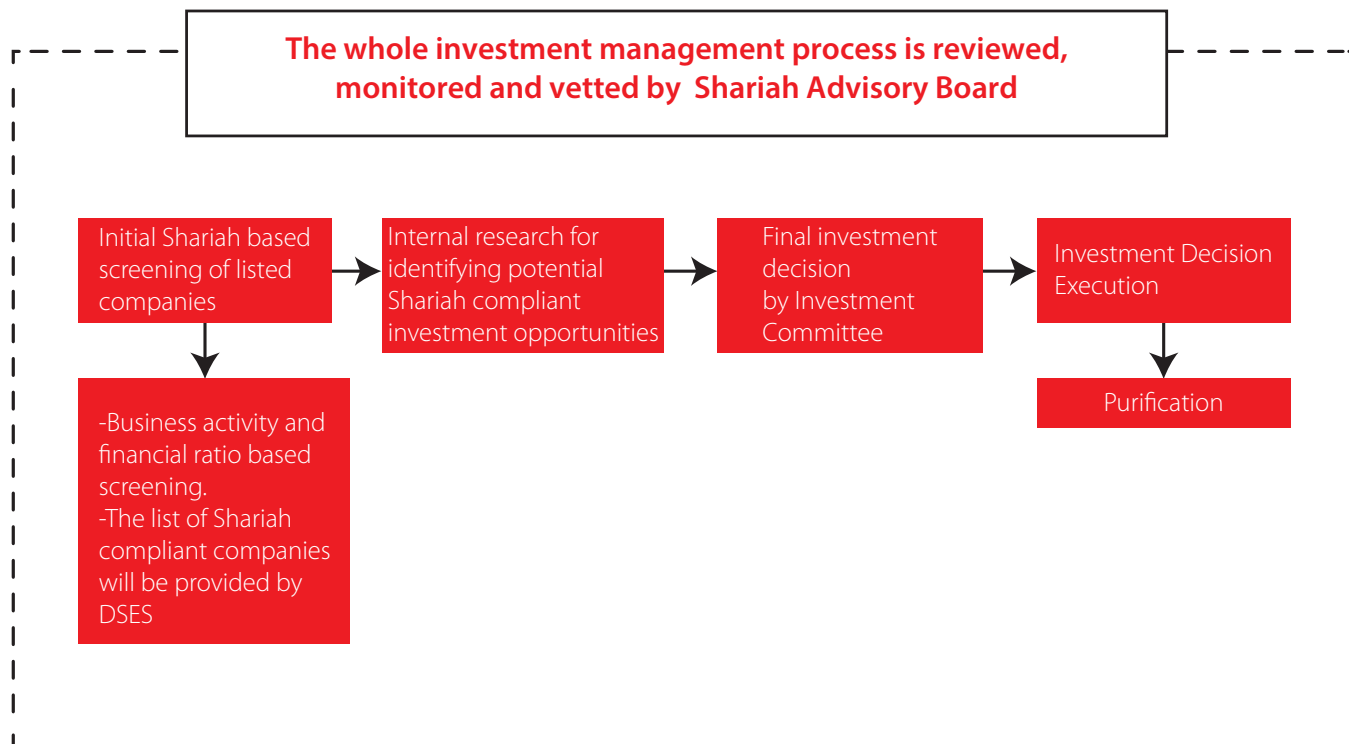 The whole investment management process is reviewed,
monitored and vetted by Shariah Advisory Board
Initial Shariah based
screening of listed
companies
Internal research for
identifying potential
Shariah compliant
investment opportunities
Final investment
decision
by Investment
Committee
Investment Decision
Execution
-Business activity and
financial ratio based
screening.
-The list of Shariah
compliant companies
will be provided by
DSES
Purification